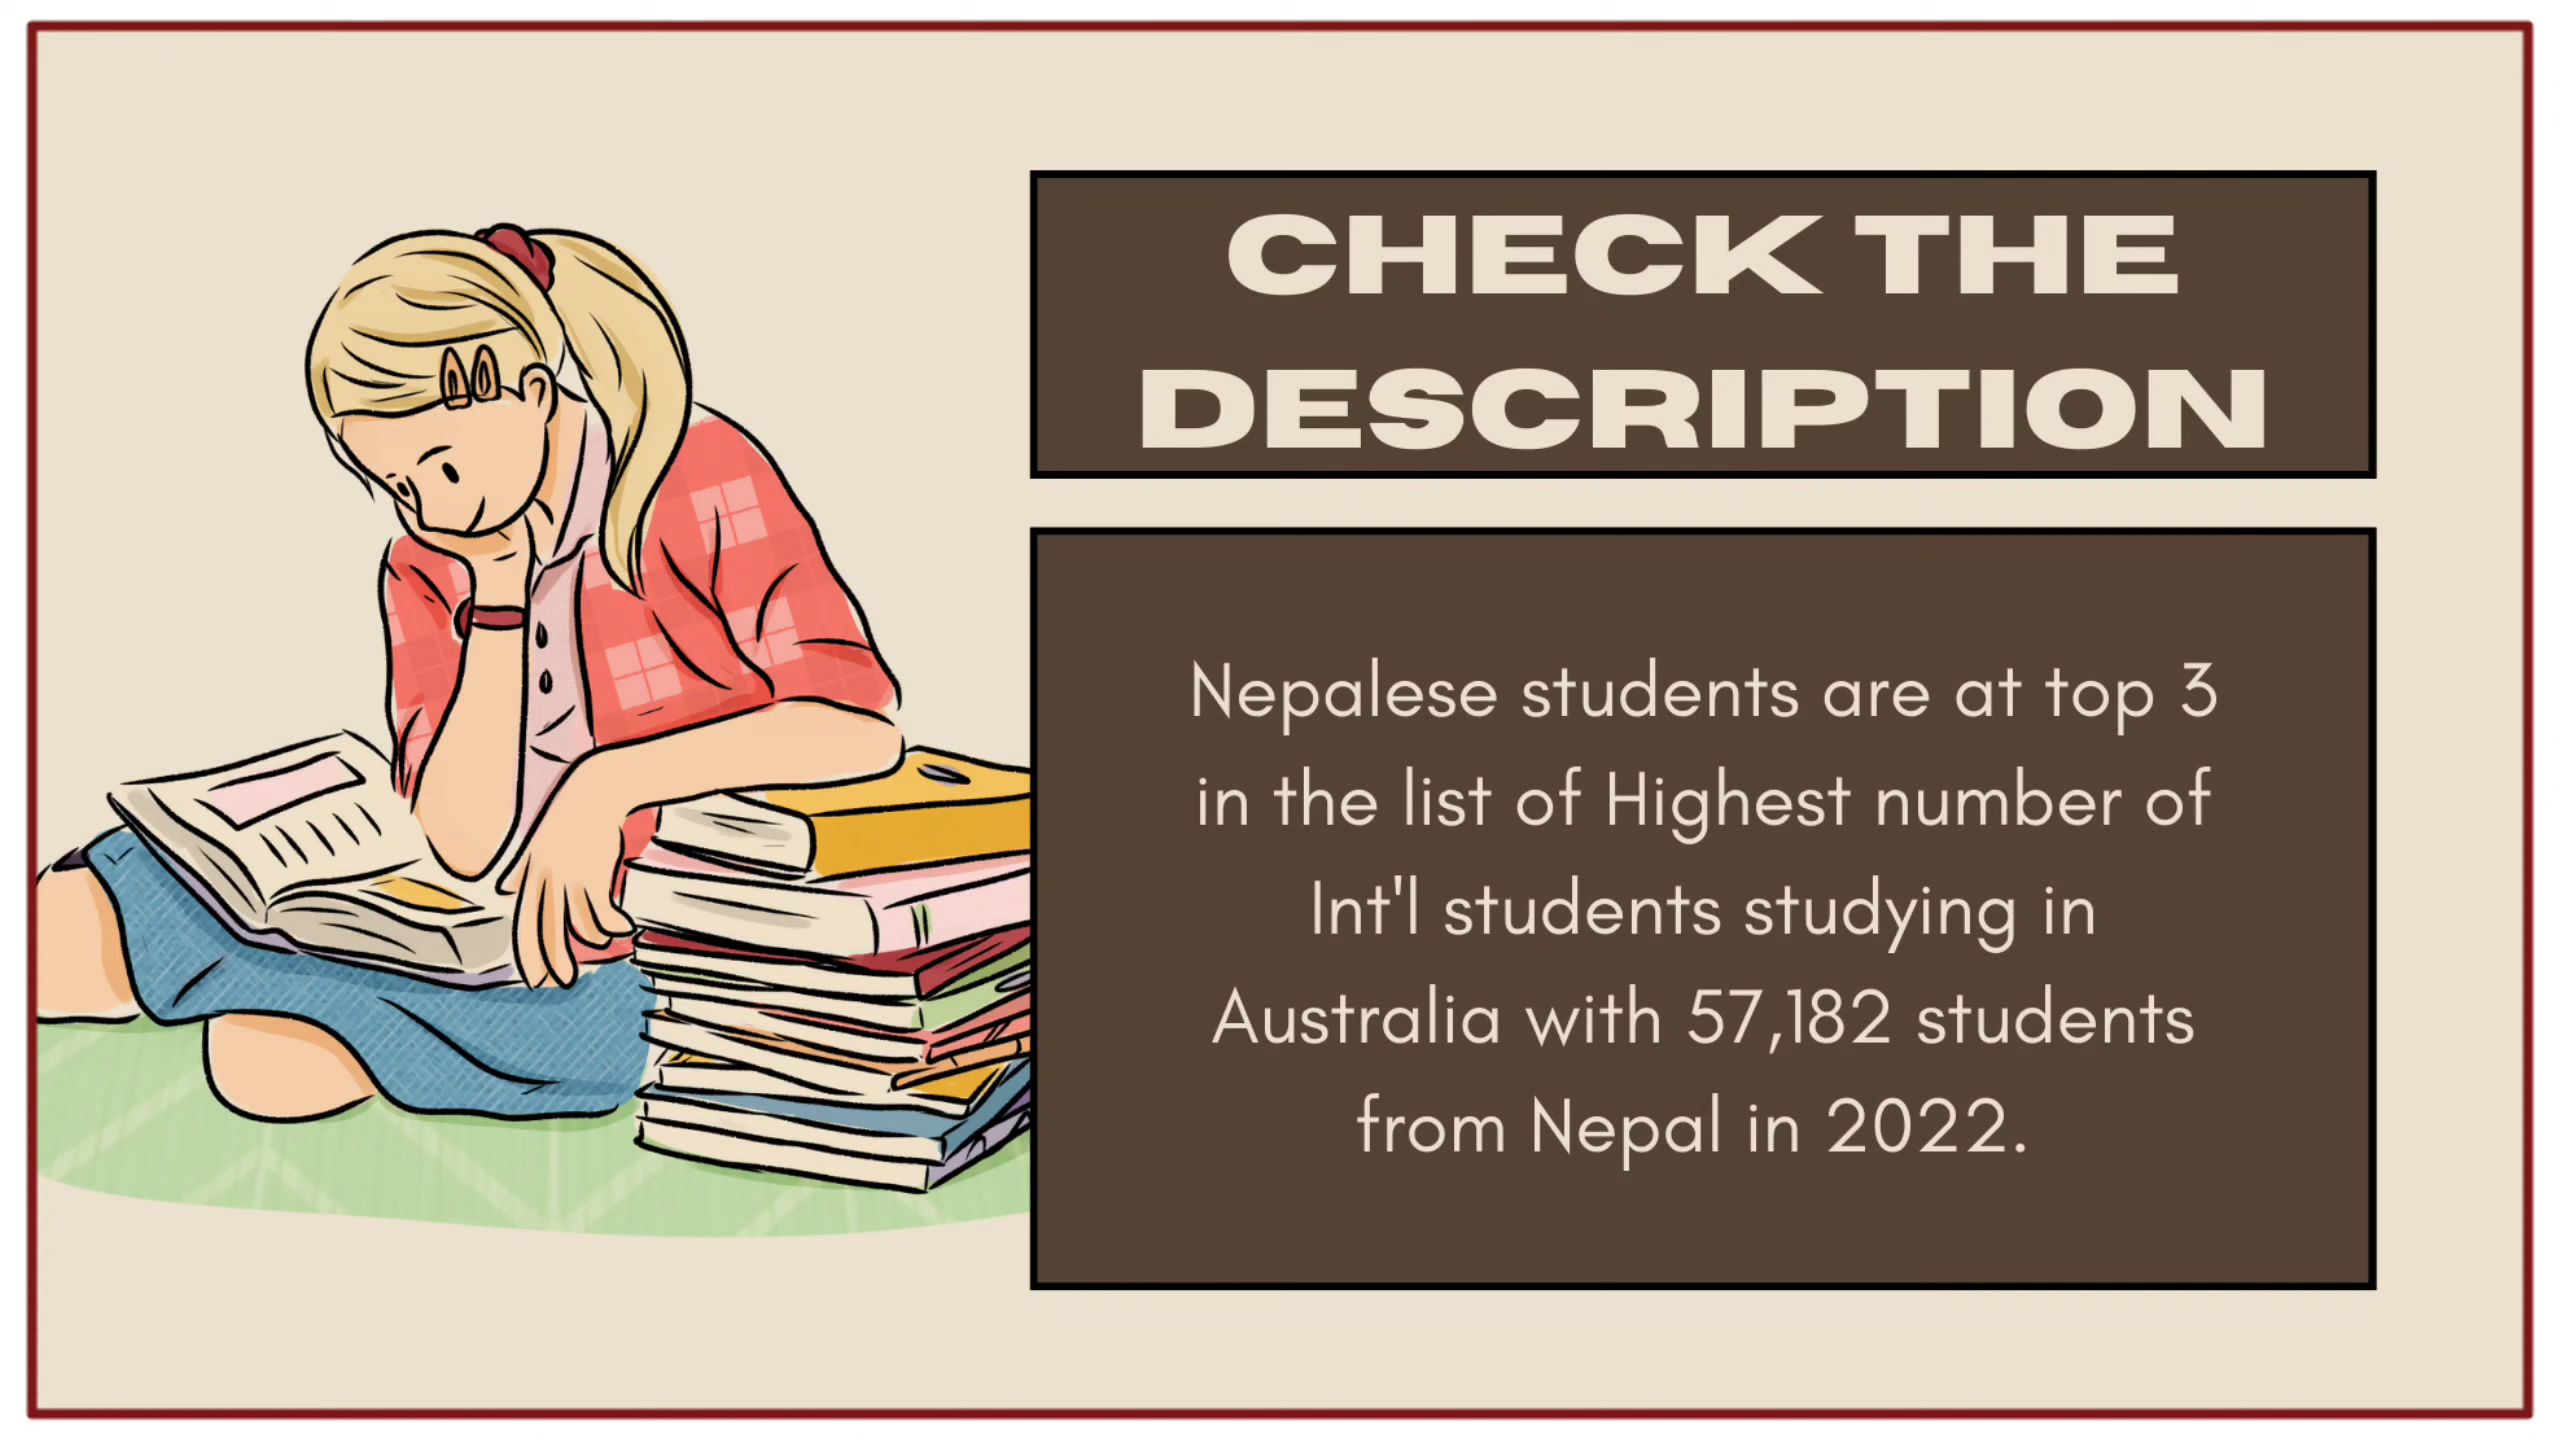 CHECK THE
DESCRIPTION
Nepalese students are at top 3
in the list of Highest number of
Int'l students studying in
Australia with 57,182 students
from Nepal in 2022.